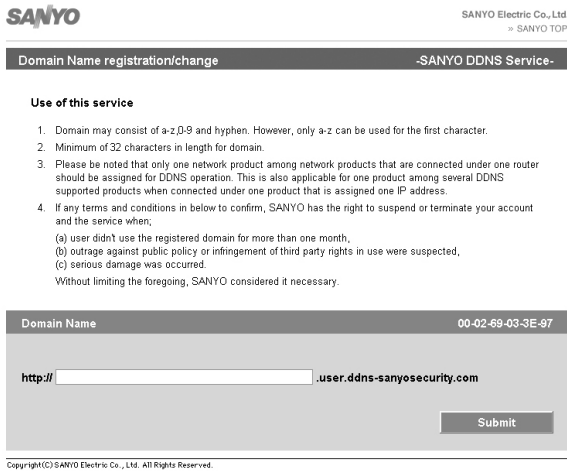 SANYO
SANYO Electric Co., Ltd
» SANYO TOP
Domain Name registration/change
-SANYO DDNS Service-
Use of this service
1. Domain may consist of a-z,0-9 and hyphen. However, only a-z can be used for the first character.
2. Minimum of 32 characters in length for domain.
3. Please be noted that only one network product among network products that are connected under one router
should be assigned for DDNS operation. This is also applicable for one product among several DDNS
supported products when connected under one product that is assigned one IP address.
4. If any terms and conditions in below to confirm, SANYO has the right to suspend or terminate your account
and the service when;
(a) user didn't use the registered domain for more than one month,
(b) outrage against public policy or infringement of third party rights in use were suspected,
(c) serious damage was occurred.
Without limiting the foregoing, SANYO considered it necessary.
Domain Name
00-02-69-03-3E-97
http://
.user.ddns-sanyosecurity.com
Submit
Copyright(C) SANYO Electric Co., Ltd. All Rights Reserved.